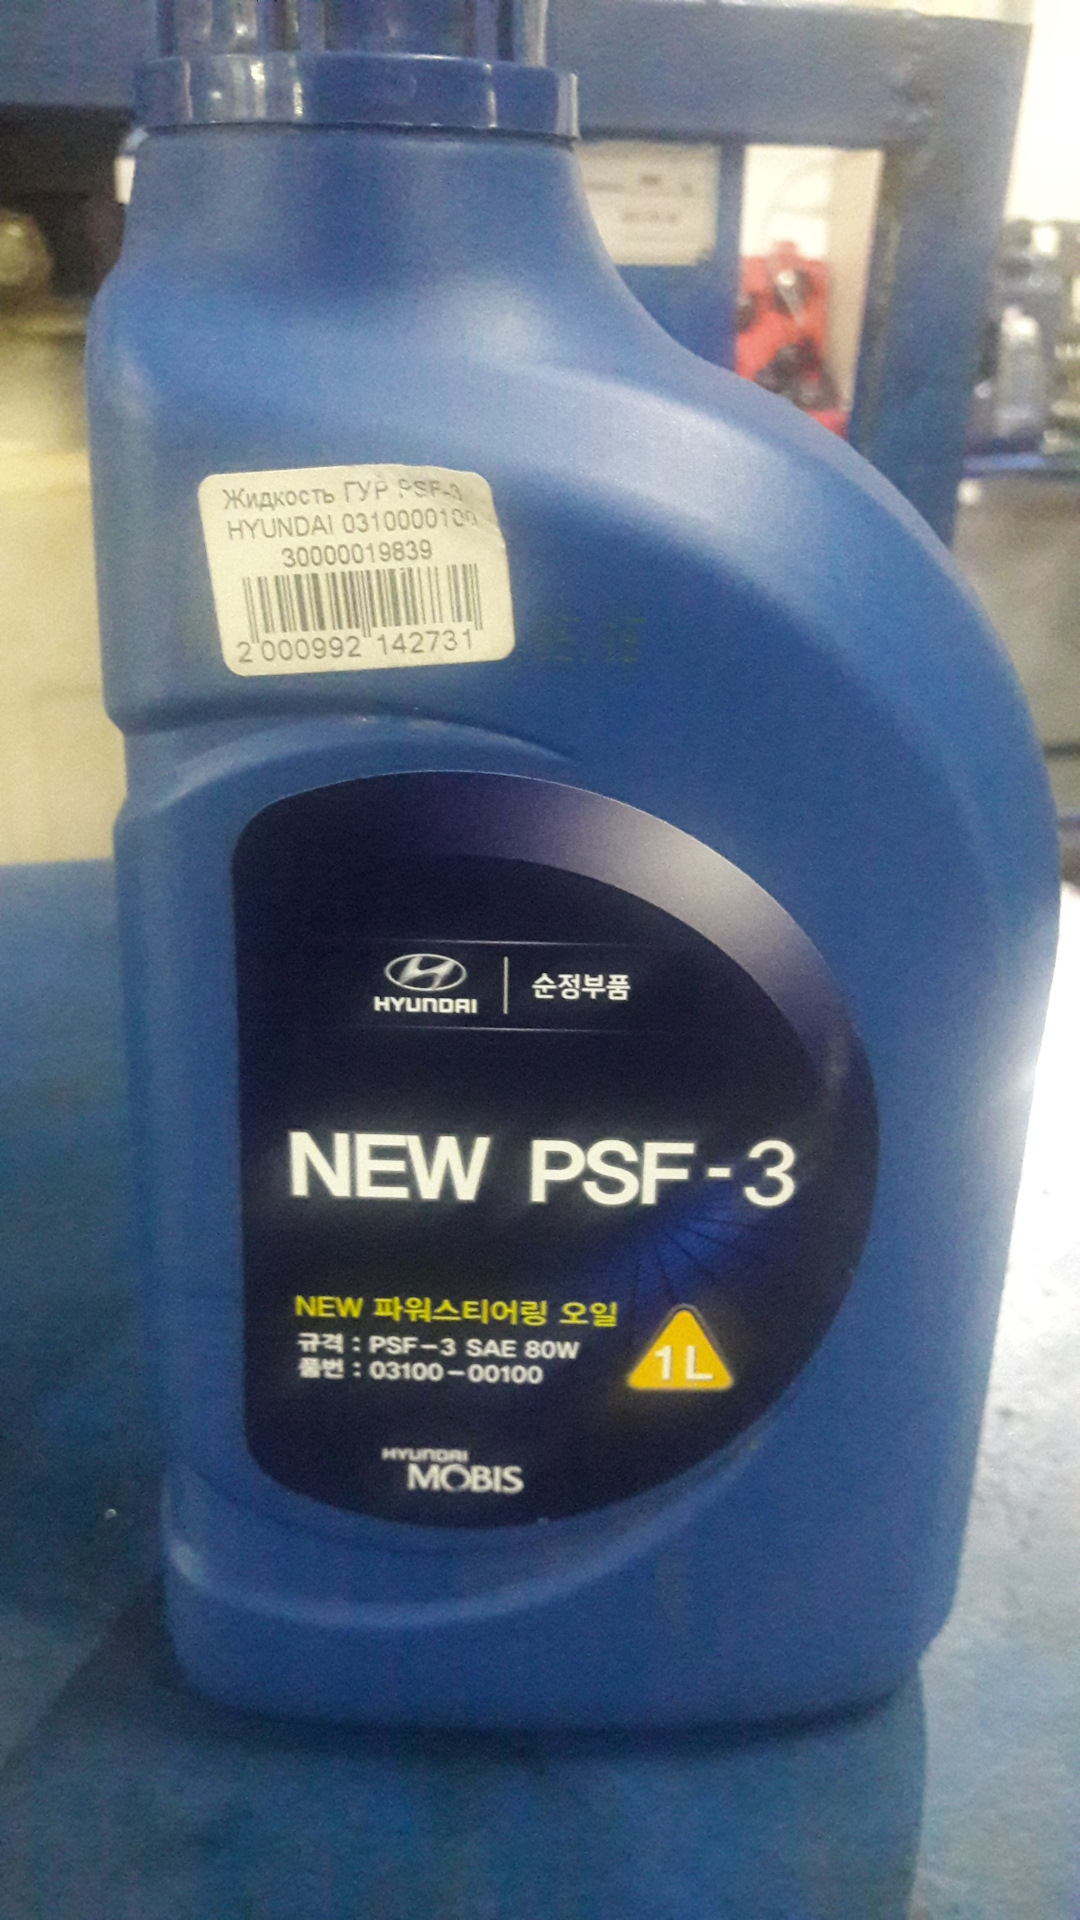 Жидкость ГУР PSF-3
HYUNDAI 0310000100
30000019839
2 000992 142731
HYUNDAI 순정부품
NEW PSF-3
NEW 파워스티어링 오일
규격 : PSF-3 SAE 80W
품번 : 03100-00100
1L
HYUNDAI
MOBIS